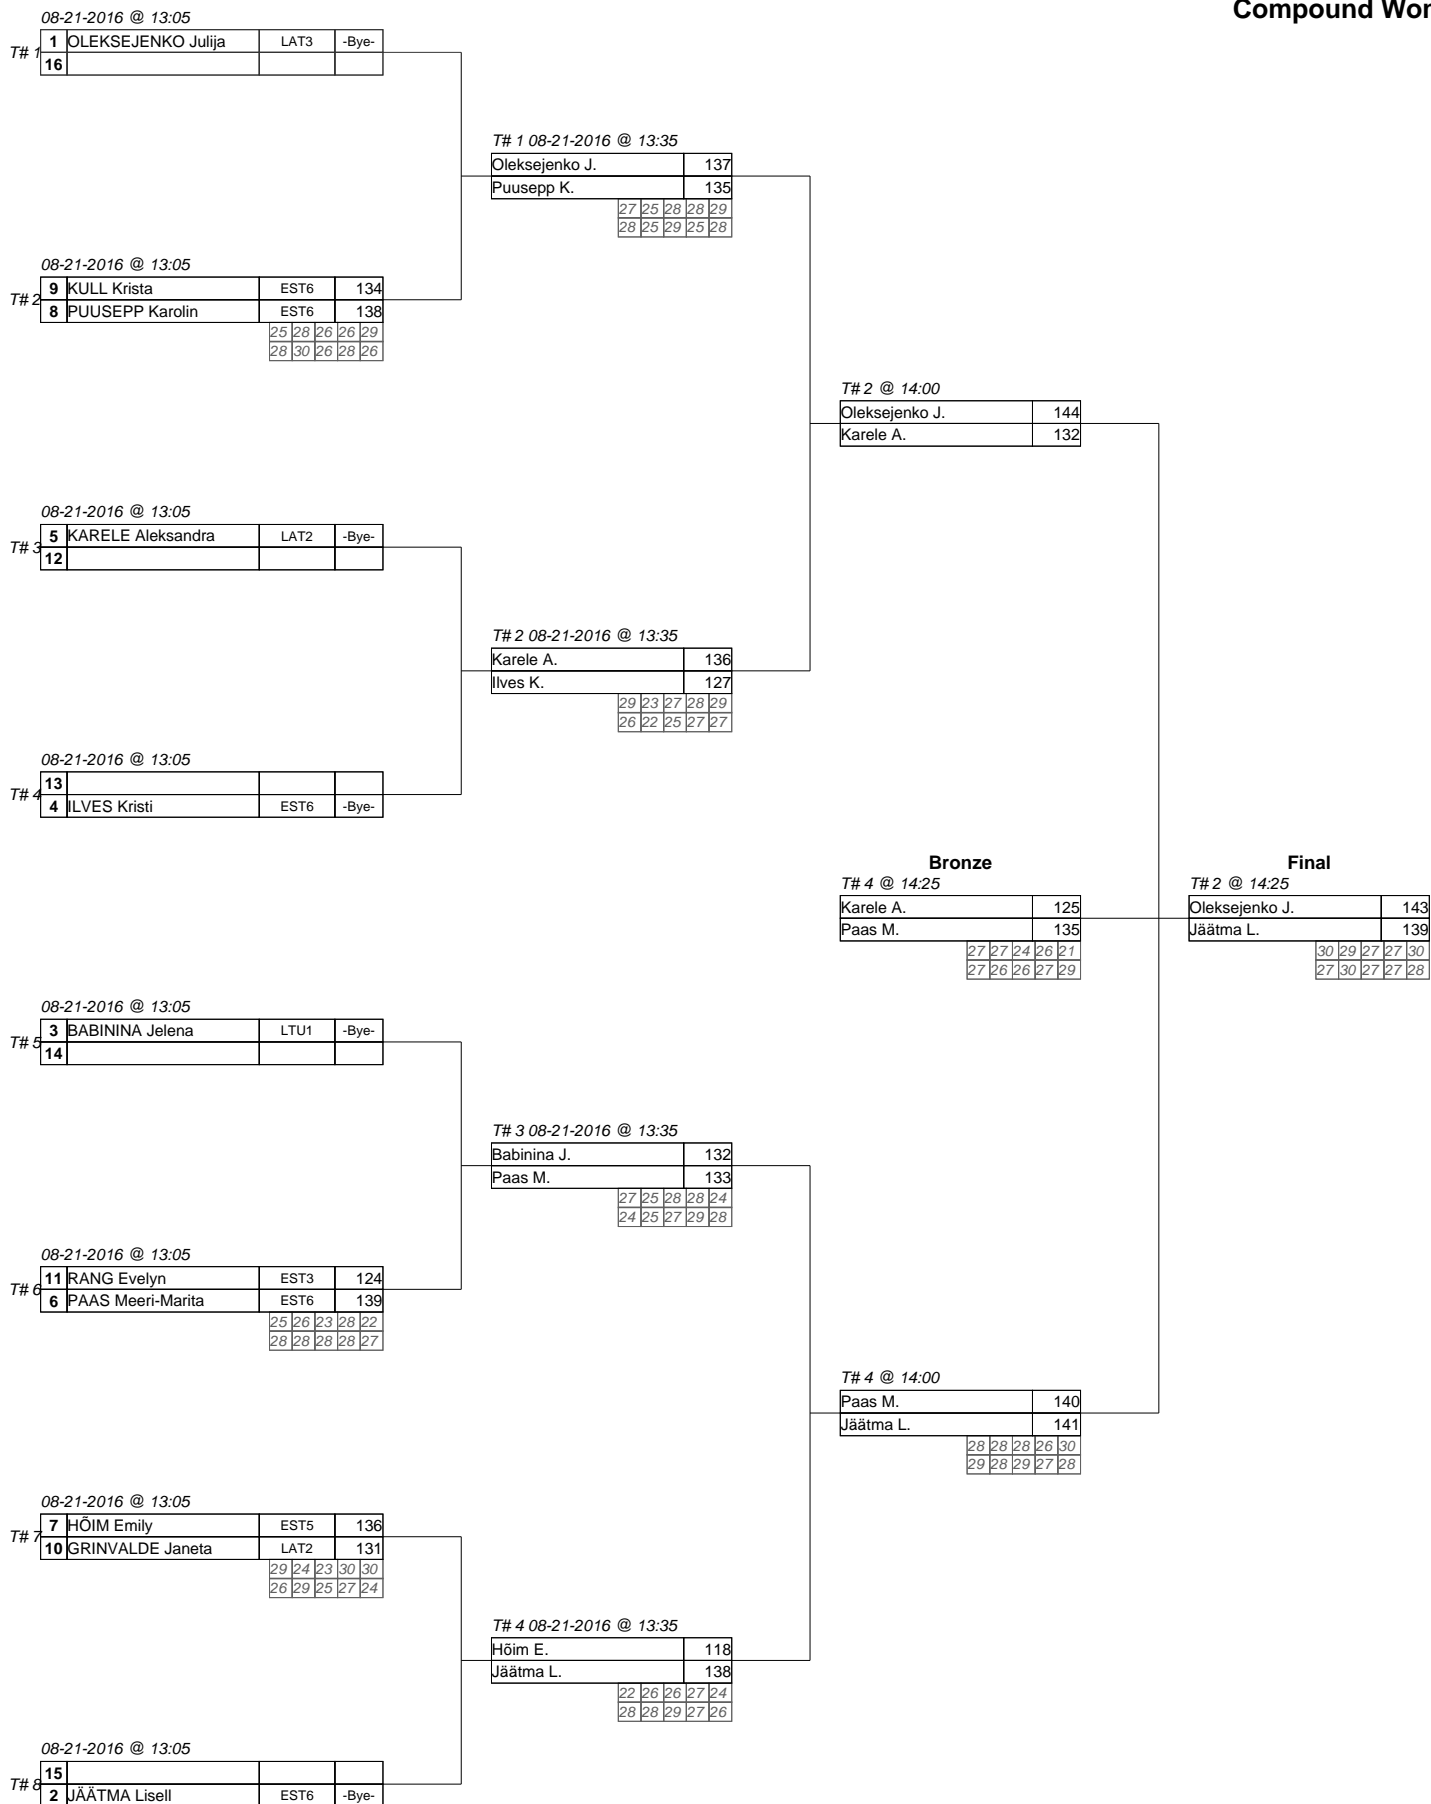 Compound Wom
08-21-2016 @ 13:05
T# 1
1 OLEKSEJENKO Julija LAT3 -Bye-
16
T# 1 08-21-2016 @ 13:35
Oleksejenko J. 137
Puusepp K. 135
27 25 28 28 29
28 25 29 25 28
08-21-2016 @ 13:05
T# 2
9 KULL Krista EST6 134
8 PUUSEPP Karolin EST6 138
25 28 26 26 29
28 30 26 28 26
T# 2 @ 14:00
Oleksejenko J. 144
Karele A. 132
08-21-2016 @ 13:05
T# 3
5 KARELE Aleksandra LAT2 -Bye-
12
T# 2 08-21-2016 @ 13:35
Karele A. 136
Ilves K. 127
29 23 27 28 29
26 22 25 27 27
08-21-2016 @ 13:05
T# 4
13
4 ILVES Kristi EST6 -Bye-
Bronze
T# 4 @ 14:25
Karele A. 125
Paas M. 135
27 27 24 26 21
27 26 26 27 29
Final
T# 2 @ 14:25
Oleksejenko J. 143
Jäätma L. 139
30 29 27 27 30
27 30 27 27 28
08-21-2016 @ 13:05
T# 5
3 BABININA Jelena LTU1 -Bye-
14
T# 3 08-21-2016 @ 13:35
Babinina J. 132
Paas M. 133
27 25 28 28 24
24 25 27 29 28
08-21-2016 @ 13:05
T# 6
11 RANG Evelyn EST3 124
6 PAAS Meeri-Marita EST6 139
25 26 23 28 22
28 28 28 28 27
T# 4 @ 14:00
Paas M. 140
Jäätma L. 141
28 28 28 26 30
29 28 29 27 28
08-21-2016 @ 13:05
T# 7
7 HÕIM Emily EST5 136
10 GRINVALDE Janeta LAT2 131
29 24 23 30 30
26 29 25 27 24
T# 4 08-21-2016 @ 13:35
Hõim E. 118
Jäätma L. 138
22 26 26 27 24
28 28 29 27 26
08-21-2016 @ 13:05
T# 8
15
2 JÄÄTMA Lisell EST6 -Bye-